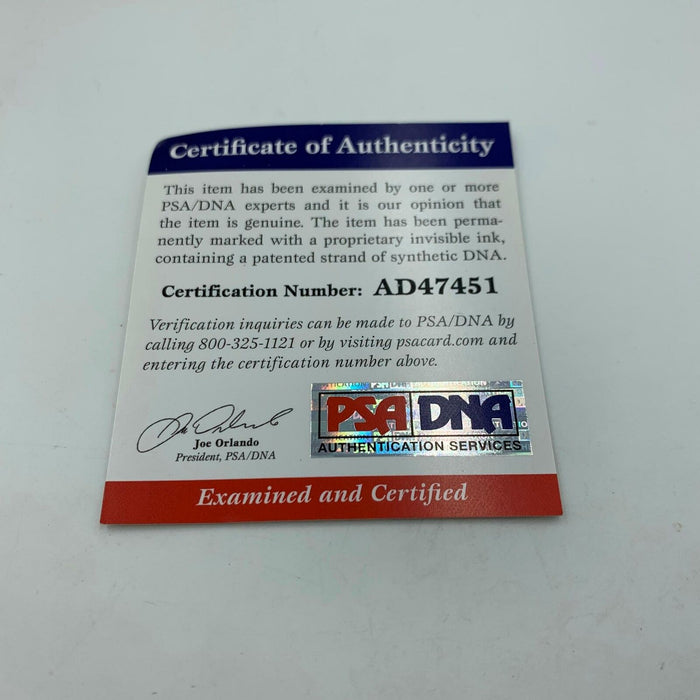 Certificate of Authenticity
This item has been examined by one or more
PSA/DNA experts and it is our opinion that
the item is genuine. The item has been perma-
nently marked with a proprietary invisible ink,
containing a patented strand of synthetic DNA.
Certification Number: AD47451
Verification inquiries can be made to PSA/DNA by
calling 800-325-1121 or by visiting psacard.com and
entering the certification number above.
Joe Orlando
President, PSA/DNA
PSA DNA
AUTHENTICATION SERVICES
Examined and Certified